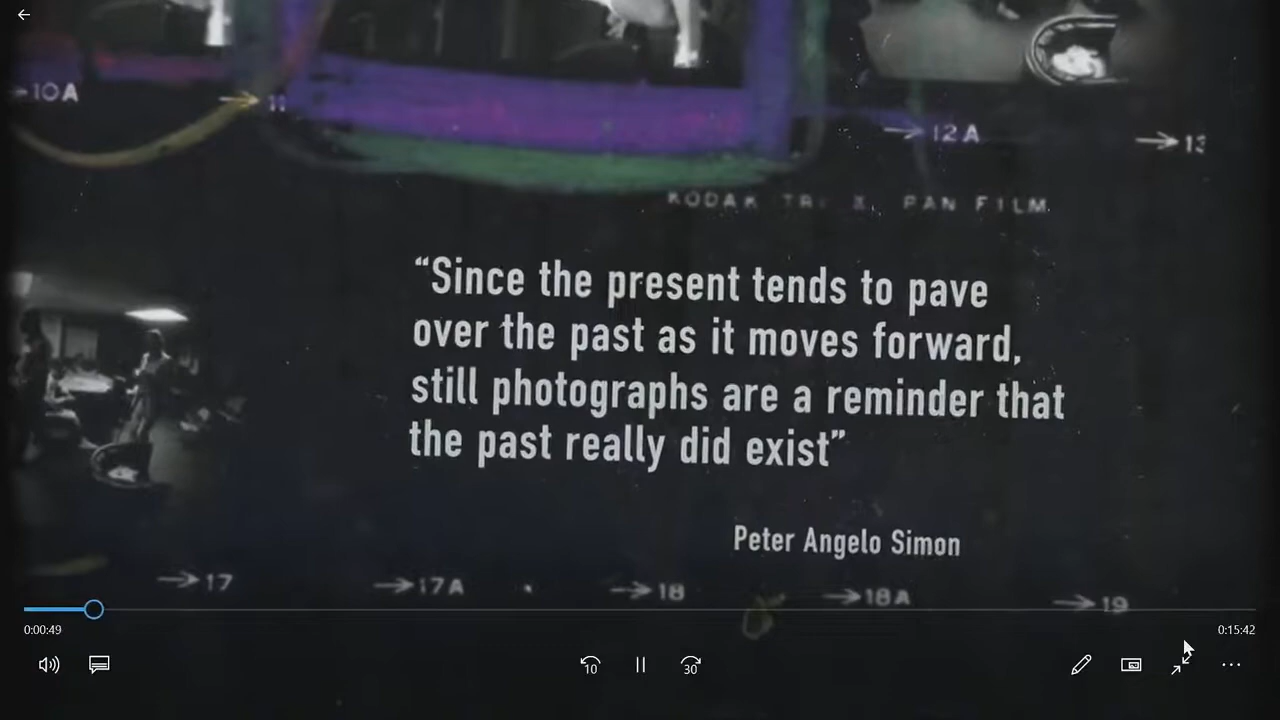 10A
11
12A
13
KODAK TRI X PAN FILM
“Since the present tends to pave
over the past as it moves forward,
still photographs are a reminder that
the past really did exist”
Peter Angelo Simon
17
17A
18
18A
19
0:00:49
0:15:42
10
30